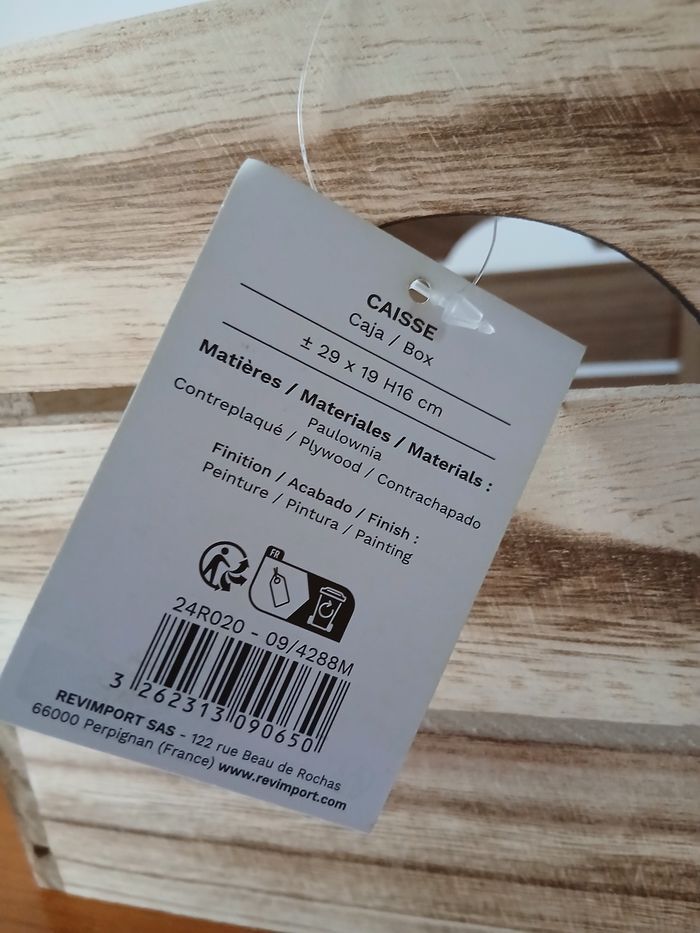 CAISSE
Caja / Box
± 29 x 19 H16 cm
Matières / Materiales / Materials :
Paulownia
Contreplaqué / Plywood / Contrachapado
Finition / Acabado / Finish :
Peinture / Pintura / Painting
FR
24R020 - 09/4288M
3 262313 090650
REVIMPORT SAS - 122 rue Beau de Rochas
66000 Perpignan (France) www.revimport.com